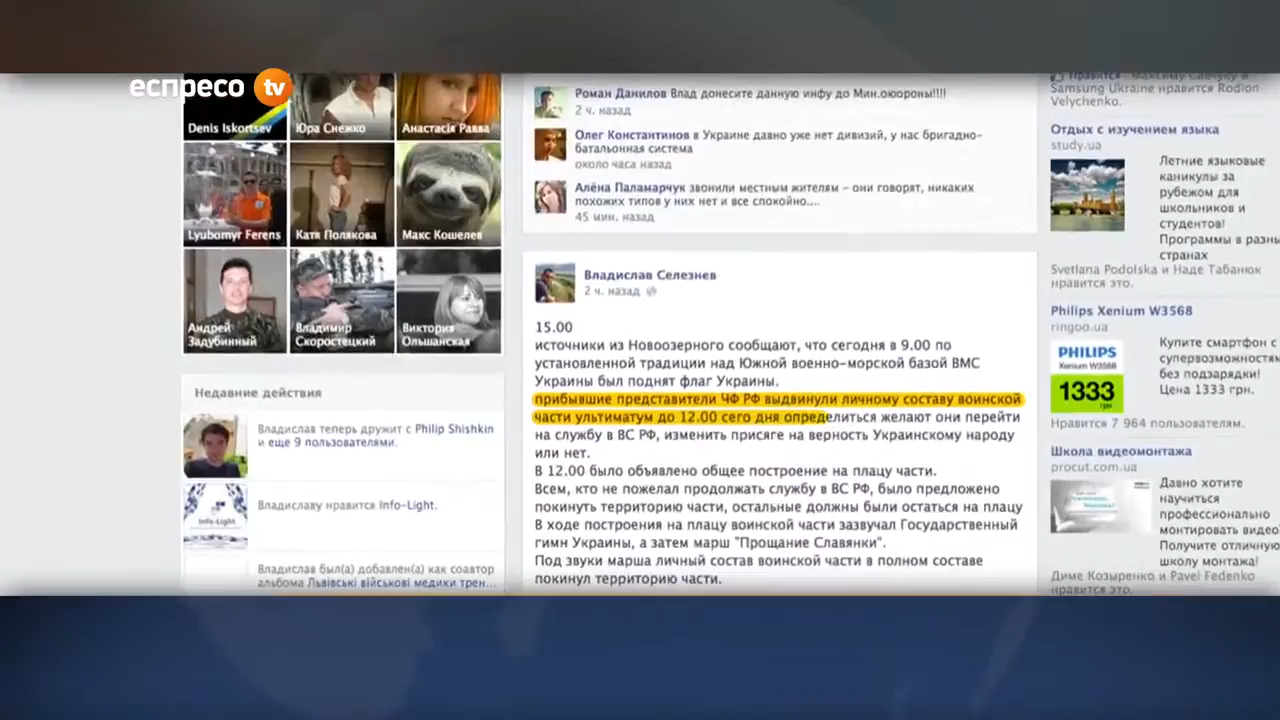 еспресо tv
Denis Iskortsev
Юра Снежко
Анастасія Равва
Lyubomyr Ferens
Катя Полякова
Макс Кошелев
Андрей
Задубинный
Владимир
Скоростецкий
Виктория
Ольшанская
Недавние действия
Владислав теперь дружит с Philip Shishkin
и еще 9 пользователями.
Владиславу нравится Info-Light.
Info-Light
Владислав был(а) добавлен(а) как соавтор
альбома Львівські військові медики трен...
Роман Данилов Влад донесите данную инфу до Мин.оюороны!!!!
2 ч. назад
Олег Константинов в Украине давно уже нет дивизий, у нас бригадно-
батальонная система
около часа назад
Алёна Паламарчук звонили местным жителям – они говорят, никаких
похожих типов у них нет и все спокойно....
45 мин. назад
Владислав Селезнев
2 ч. назад
15.00
источники из Новоозерного сообщают, что сегодня в 9.00 по
установленной традиции над Южной военно-морской базой ВМС
Украины был поднят флаг Украины.
прибывшие представители ЧФ РФ выдвинули личному составу воинской
части ультиматум до 12.00 сего дня определиться желают они перейти
на службу в ВС РФ, изменить присяге на верность Украинскому народу
или нет.
В 12.00 было объявлено общее построение на плацу части.
Всем, кто не пожелал продолжать службу в ВС РФ, было предложено
покинуть территорию части, остальные должны были остаться на плацу
В ходе построения на плацу воинской части зазвучал Государственный
гимн Украины, а затем марш "Прощание Славянки".
Под звуки марша личный состав воинской части в полном составе
покинул территорию части.
Нравится · Максиму Савчуку и
Samsung Ukraine нравится Rodion
Velychenko.
Отдых с изучением языка
study.ua
Летние языковые
каникулы за
рубежом для
школьников и
студентов!
Программы в разны
странах
Svetlana Podolska и Наде Табанюк
нравится это.
Philips Xenium W3568
ringoo.ua
PHILIPS
Xenium W3568
1333
грн
Купите смартфон с
супервозможностям
без подзарядки!
Цена 1333 грн.
Нравится 7 964 пользователям.
Школа видеомонтажа
procut.com.ua
Давно хотите
научиться
профессионально
монтировать видео
Получите отличную
школу монтажа!
Диме Козыренко и Pavel Fedenko
нравится это.